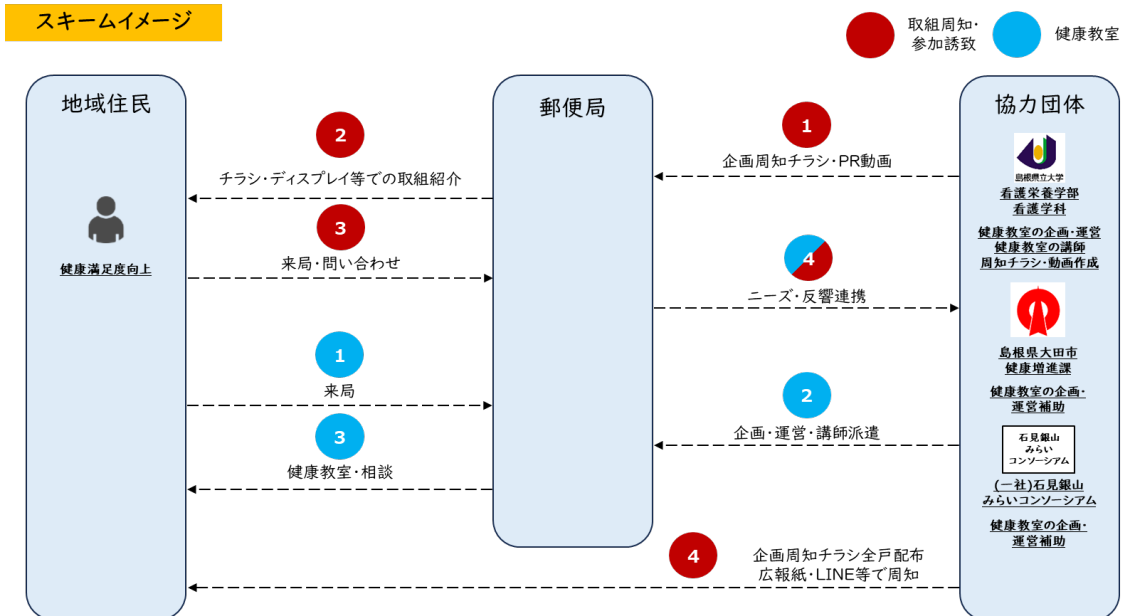 スキームイメージ
取組周知・
参加誘致
健康教室
地域住民
健康満足度向上
郵便局
協力団体
島根県立大学
看護栄養学部
看護学科
健康教室の企画・運営
健康教室の講師
周知チラシ・動画作成
島根県大田市
健康増進課
健康教室の企画・
運営補助
石見銀山
みらい
コンソーシアム
(一社)石見銀山
みらいコンソーシアム
健康教室の企画・
運営補助
1
企画周知チラシ・PR動画
2
チラシ・ディスプレイ等での取組紹介
3
来局・問い合わせ
4
ニーズ・反響連携
1
来局
2
企画・運営・講師派遣
3
健康教室・相談
4
企画周知チラシ全戸配布
広報紙・LINE等で周知